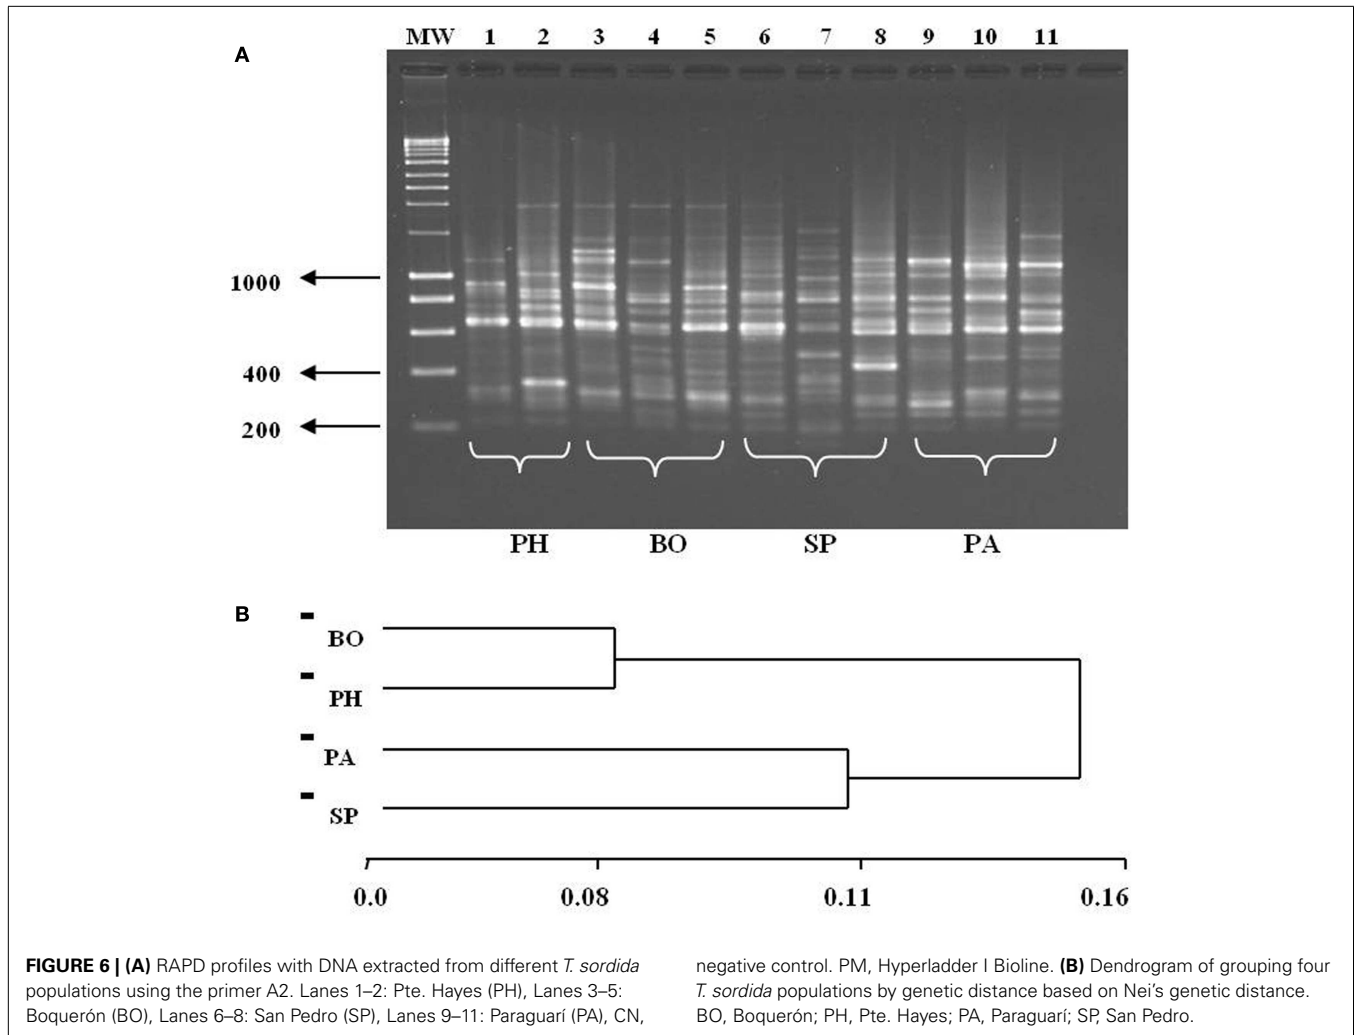 A
MW 1 2 3 4 5 6 7 8 9 10 11
1000
400
200
PH BO SP PA
B
BO
PH
PA
SP
0.0 0.08 0.11 0.16
FIGURE 6 | (A) RAPD profiles with DNA extracted from different T. sordida
populations using the primer A2. Lanes 1–2: Pte. Hayes (PH), Lanes 3–5:
Boquerón (BO), Lanes 6–8: San Pedro (SP), Lanes 9–11: Paraguarí (PA), CN,
negative control. PM, Hyperladder I Bioline. (B) Dendrogram of grouping four
T. sordida populations by genetic distance based on Nei’s genetic distance.
BO, Boquerón; PH, Pte. Hayes; PA, Paraguarí; SP, San Pedro.